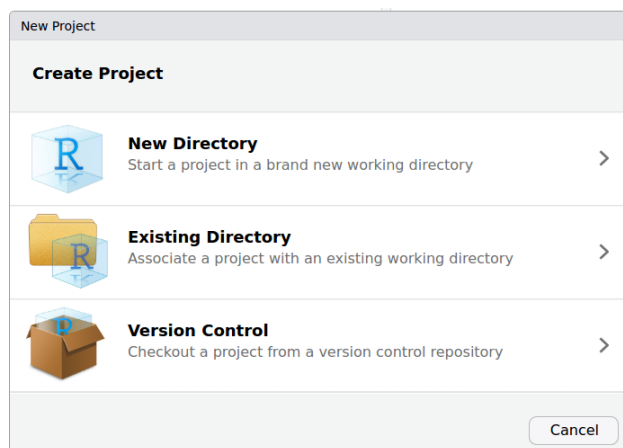 New Project
Create Project
R
New Directory
Start a project in a brand new working directory
R
Existing Directory
Associate a project with an existing working directory
R
Version Control
Checkout a project from a version control repository
Cancel